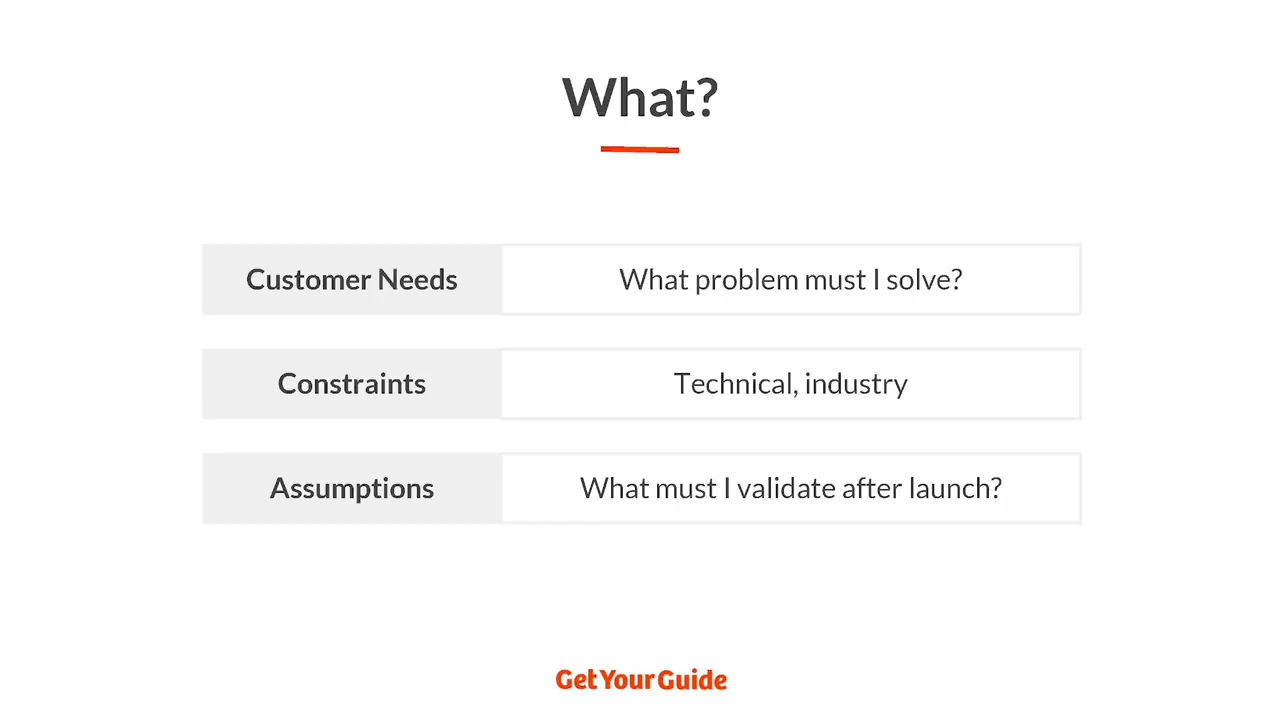 What?
Customer Needs
What problem must I solve?
Constraints
Technical, industry
Assumptions
What must I validate after launch?
GetYourGuide